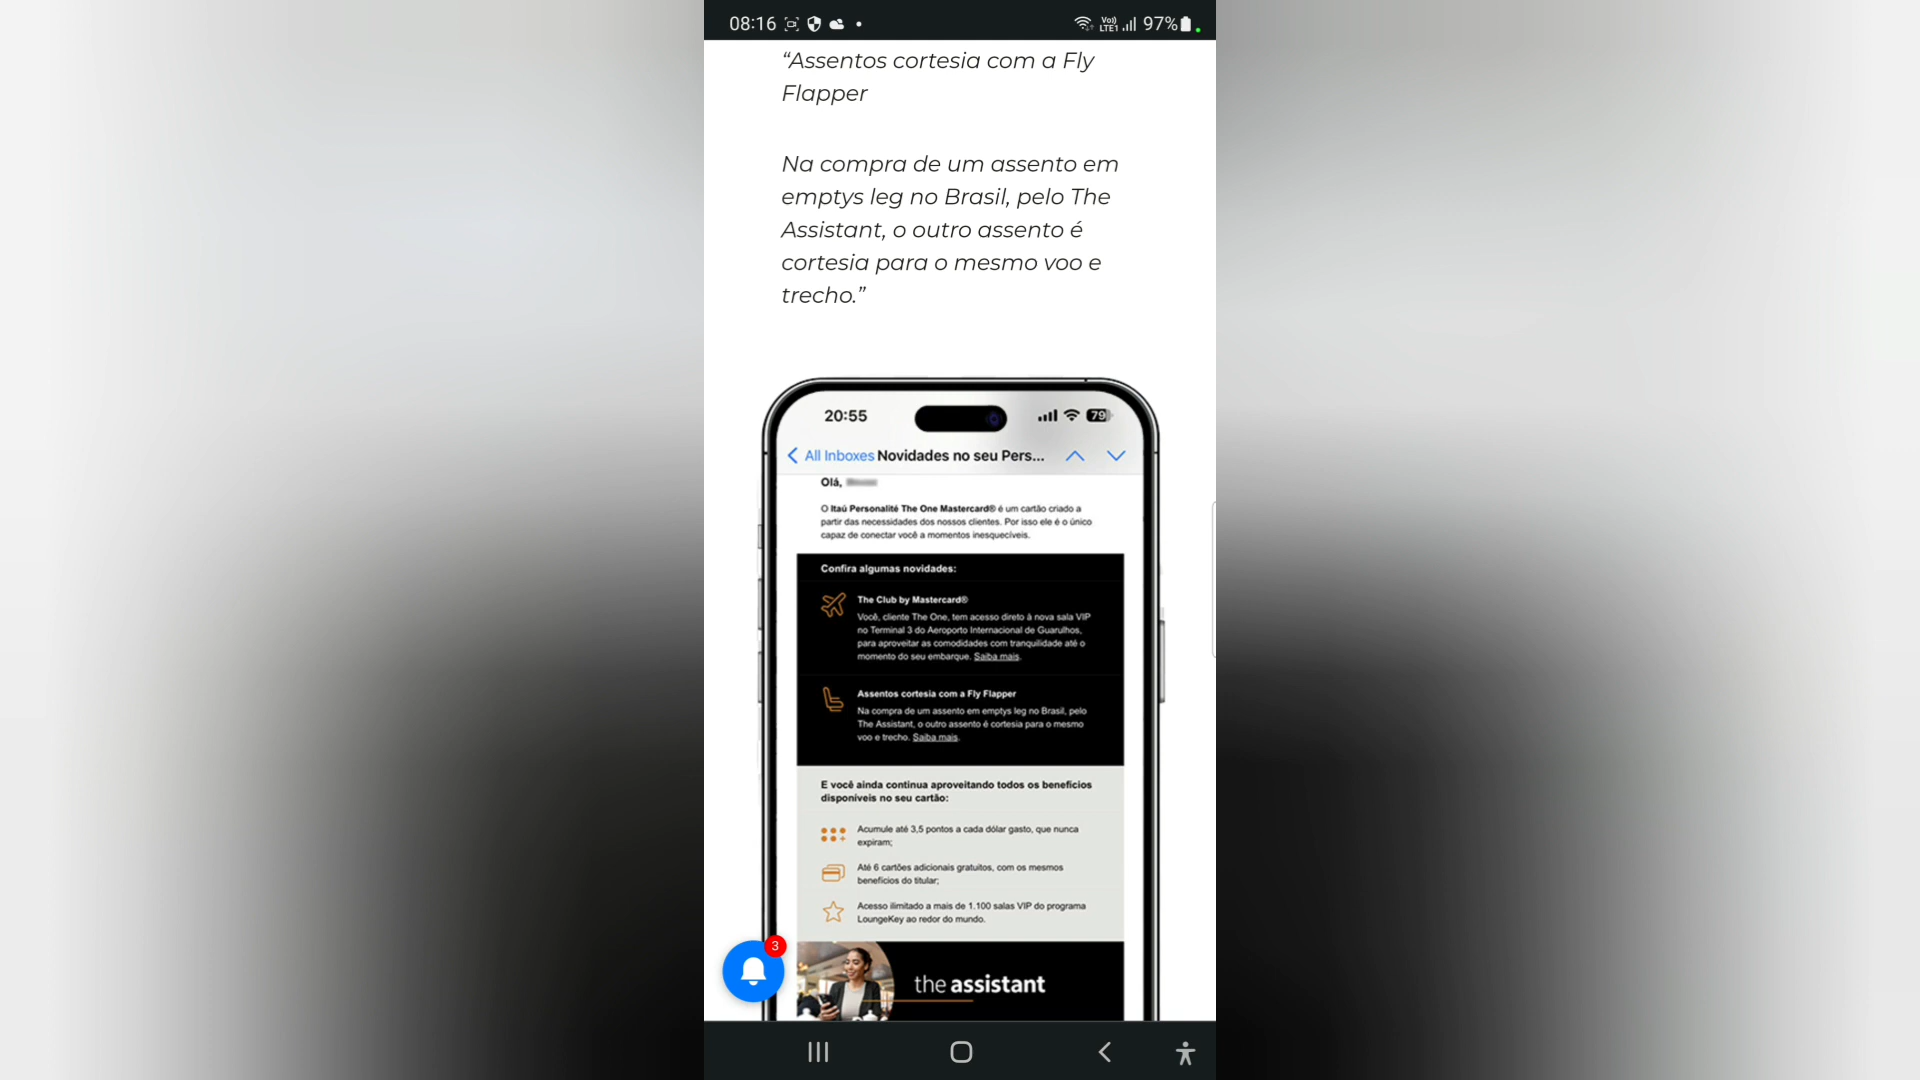 08:16
Vo))
LTE1
97%
“Assentos cortesia com a Fly
Flapper
Na compra de um assento em
emptys leg no Brasil, pelo The
Assistant, o outro assento é
cortesia para o mesmo voo e
trecho.”
20:55
79
All Inboxes Novidades no seu Pers...
Olá,
O Itaú Personalité The One Mastercard® é um cartão criado a
partir das necessidades dos nossos clientes. Por isso ele é o único
capaz de conectar você a momentos inesquecíveis.
Confira algumas novidades:
The Club by Mastercard®
Você, cliente The One, tem acesso direto à nova sala VIP
no Terminal 3 do Aeroporto Internacional de Guarulhos,
para aproveitar as comodidades com tranquilidade até o
momento do seu embarque. Saiba mais.
Assentos cortesia com a Fly Flapper
Na compra de um assento em emptys leg no Brasil, pelo
The Assistant, o outro assento é cortesia para o mesmo
voo e trecho. Saiba mais.
E você ainda continua aproveitando todos os benefícios
disponíveis no seu cartão:
Acumule até 3,5 pontos a cada dólar gasto, que nunca
expiram;
Até 6 cartões adicionais gratuitos, com os mesmos
benefícios do titular;
Acesso ilimitado a mais de 1.100 salas VIP do programa
LoungeKey ao redor do mundo.
3
the assistant